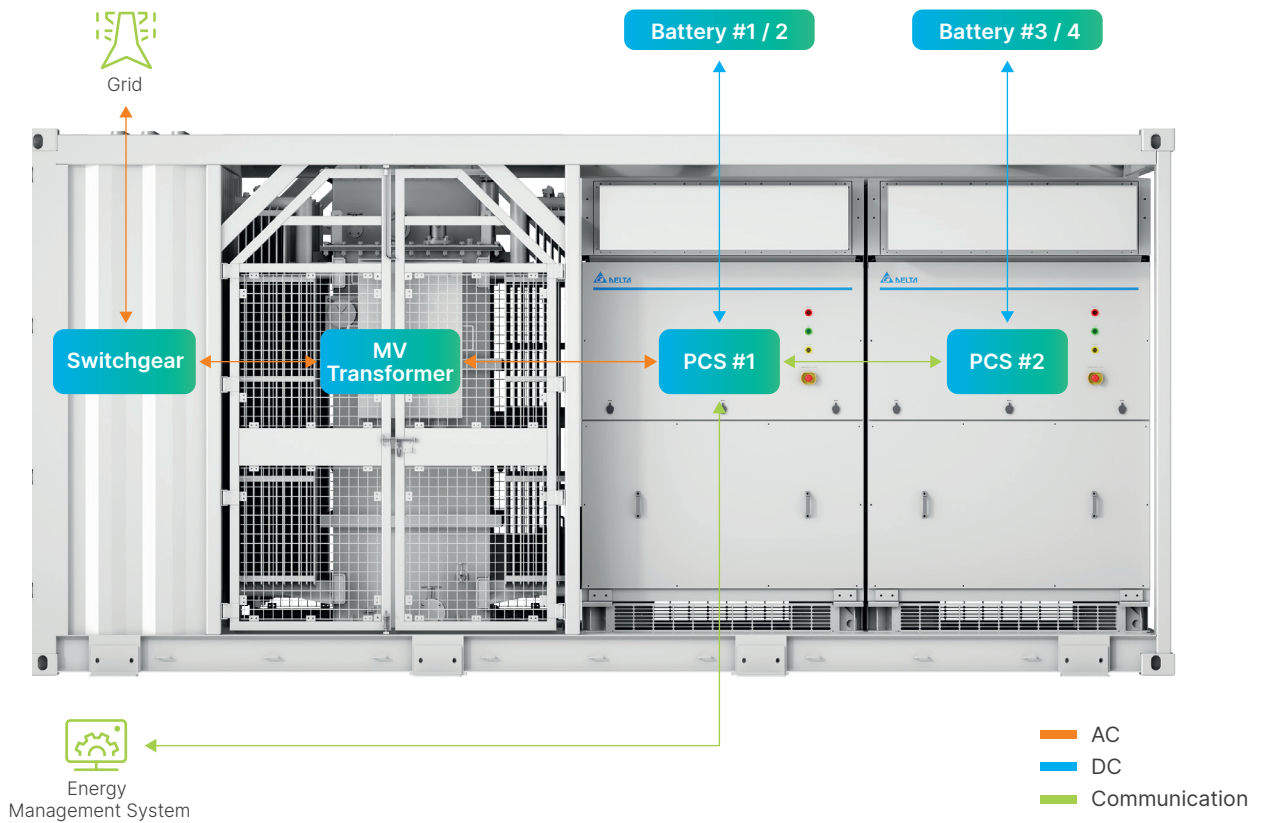 Grid
Battery #1 / 2
Battery #3 / 4
DELTA
DELTA
Switchgear
MV
Transformer
PCS #1
PCS #2
Energy
Management System
AC
DC
Communication